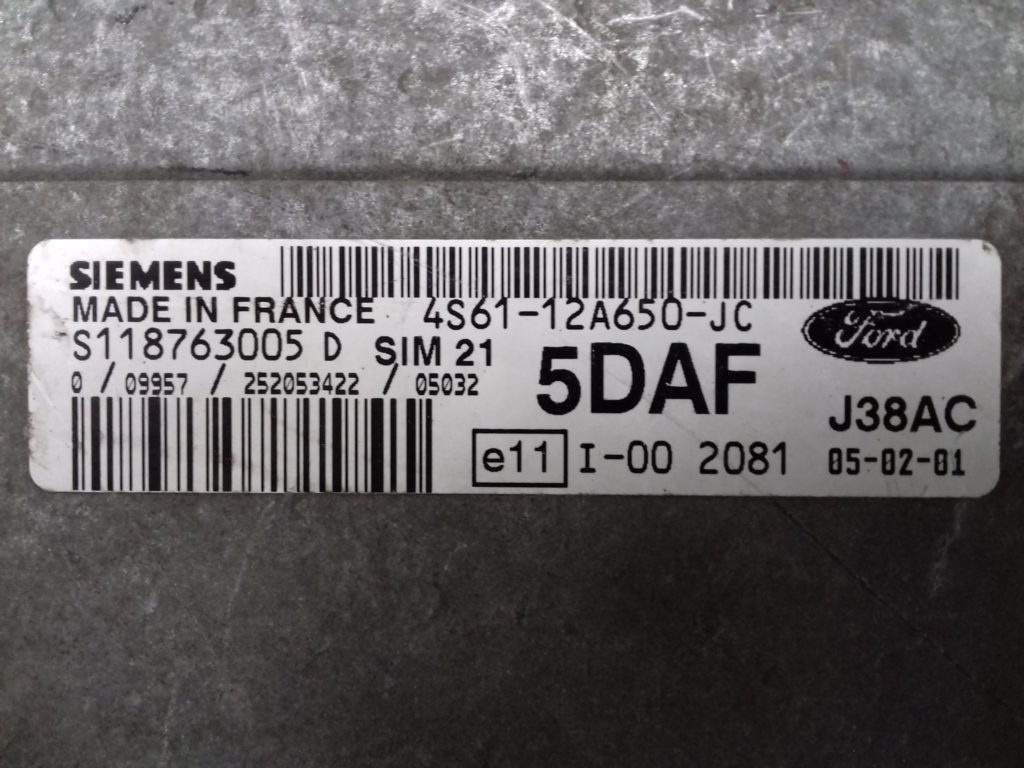 SIEMENS
MADE IN FRANCE 4S61-12A650-JC
Ford
S118763005 D SIM 21
5DAF
0 / 09957 / 252053422 / 05032
J38AC
e11 I-00 2081 05-02-01